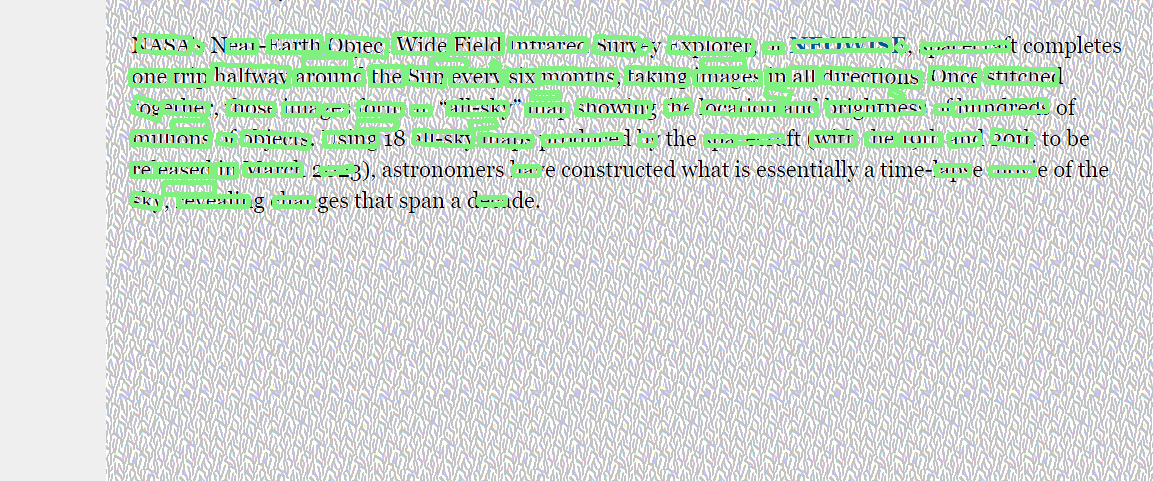 NASA's Near-Earth Object Wide Field Infrared Survey Explorer, or NEOWISE, spacecraft completes
one trip halfway around the Sun every six months, taking images in all directions. Once stitched
together, those images form an “all-sky” map showing the location and brightness of hundreds of
millions of objects. Using 18 all-sky maps produced by the spacecraft (with the 19th and 20th to be
released in March 2023), astronomers have constructed what is essentially a time-lapse movie of the
sky, revealing changes that span a decade.